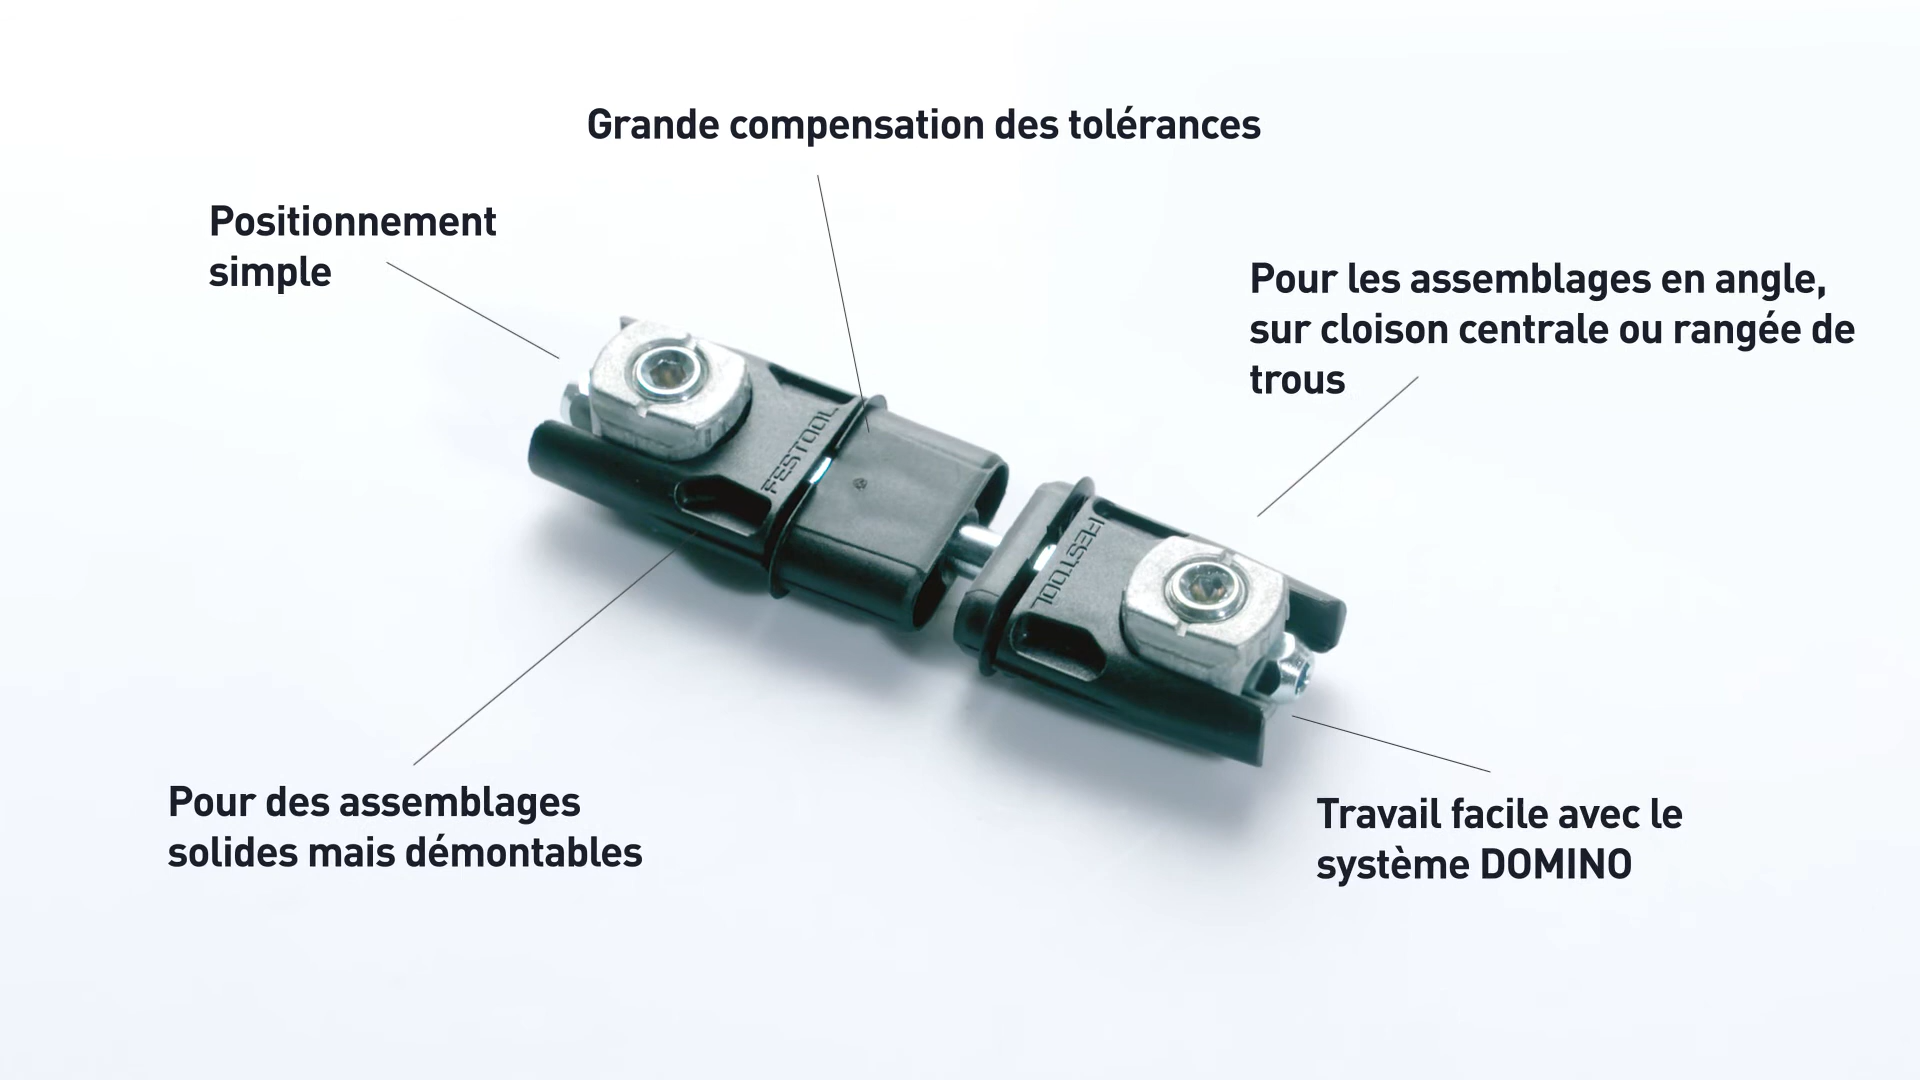 Grande compensation des tolérances
Positionnement
simple
Pour les assemblages en angle,
sur cloison centrale ou rangée de
trous
FESTOOL
FESTOOL
Pour des assemblages
solides mais démontables
Travail facile avec le
système DOMINO